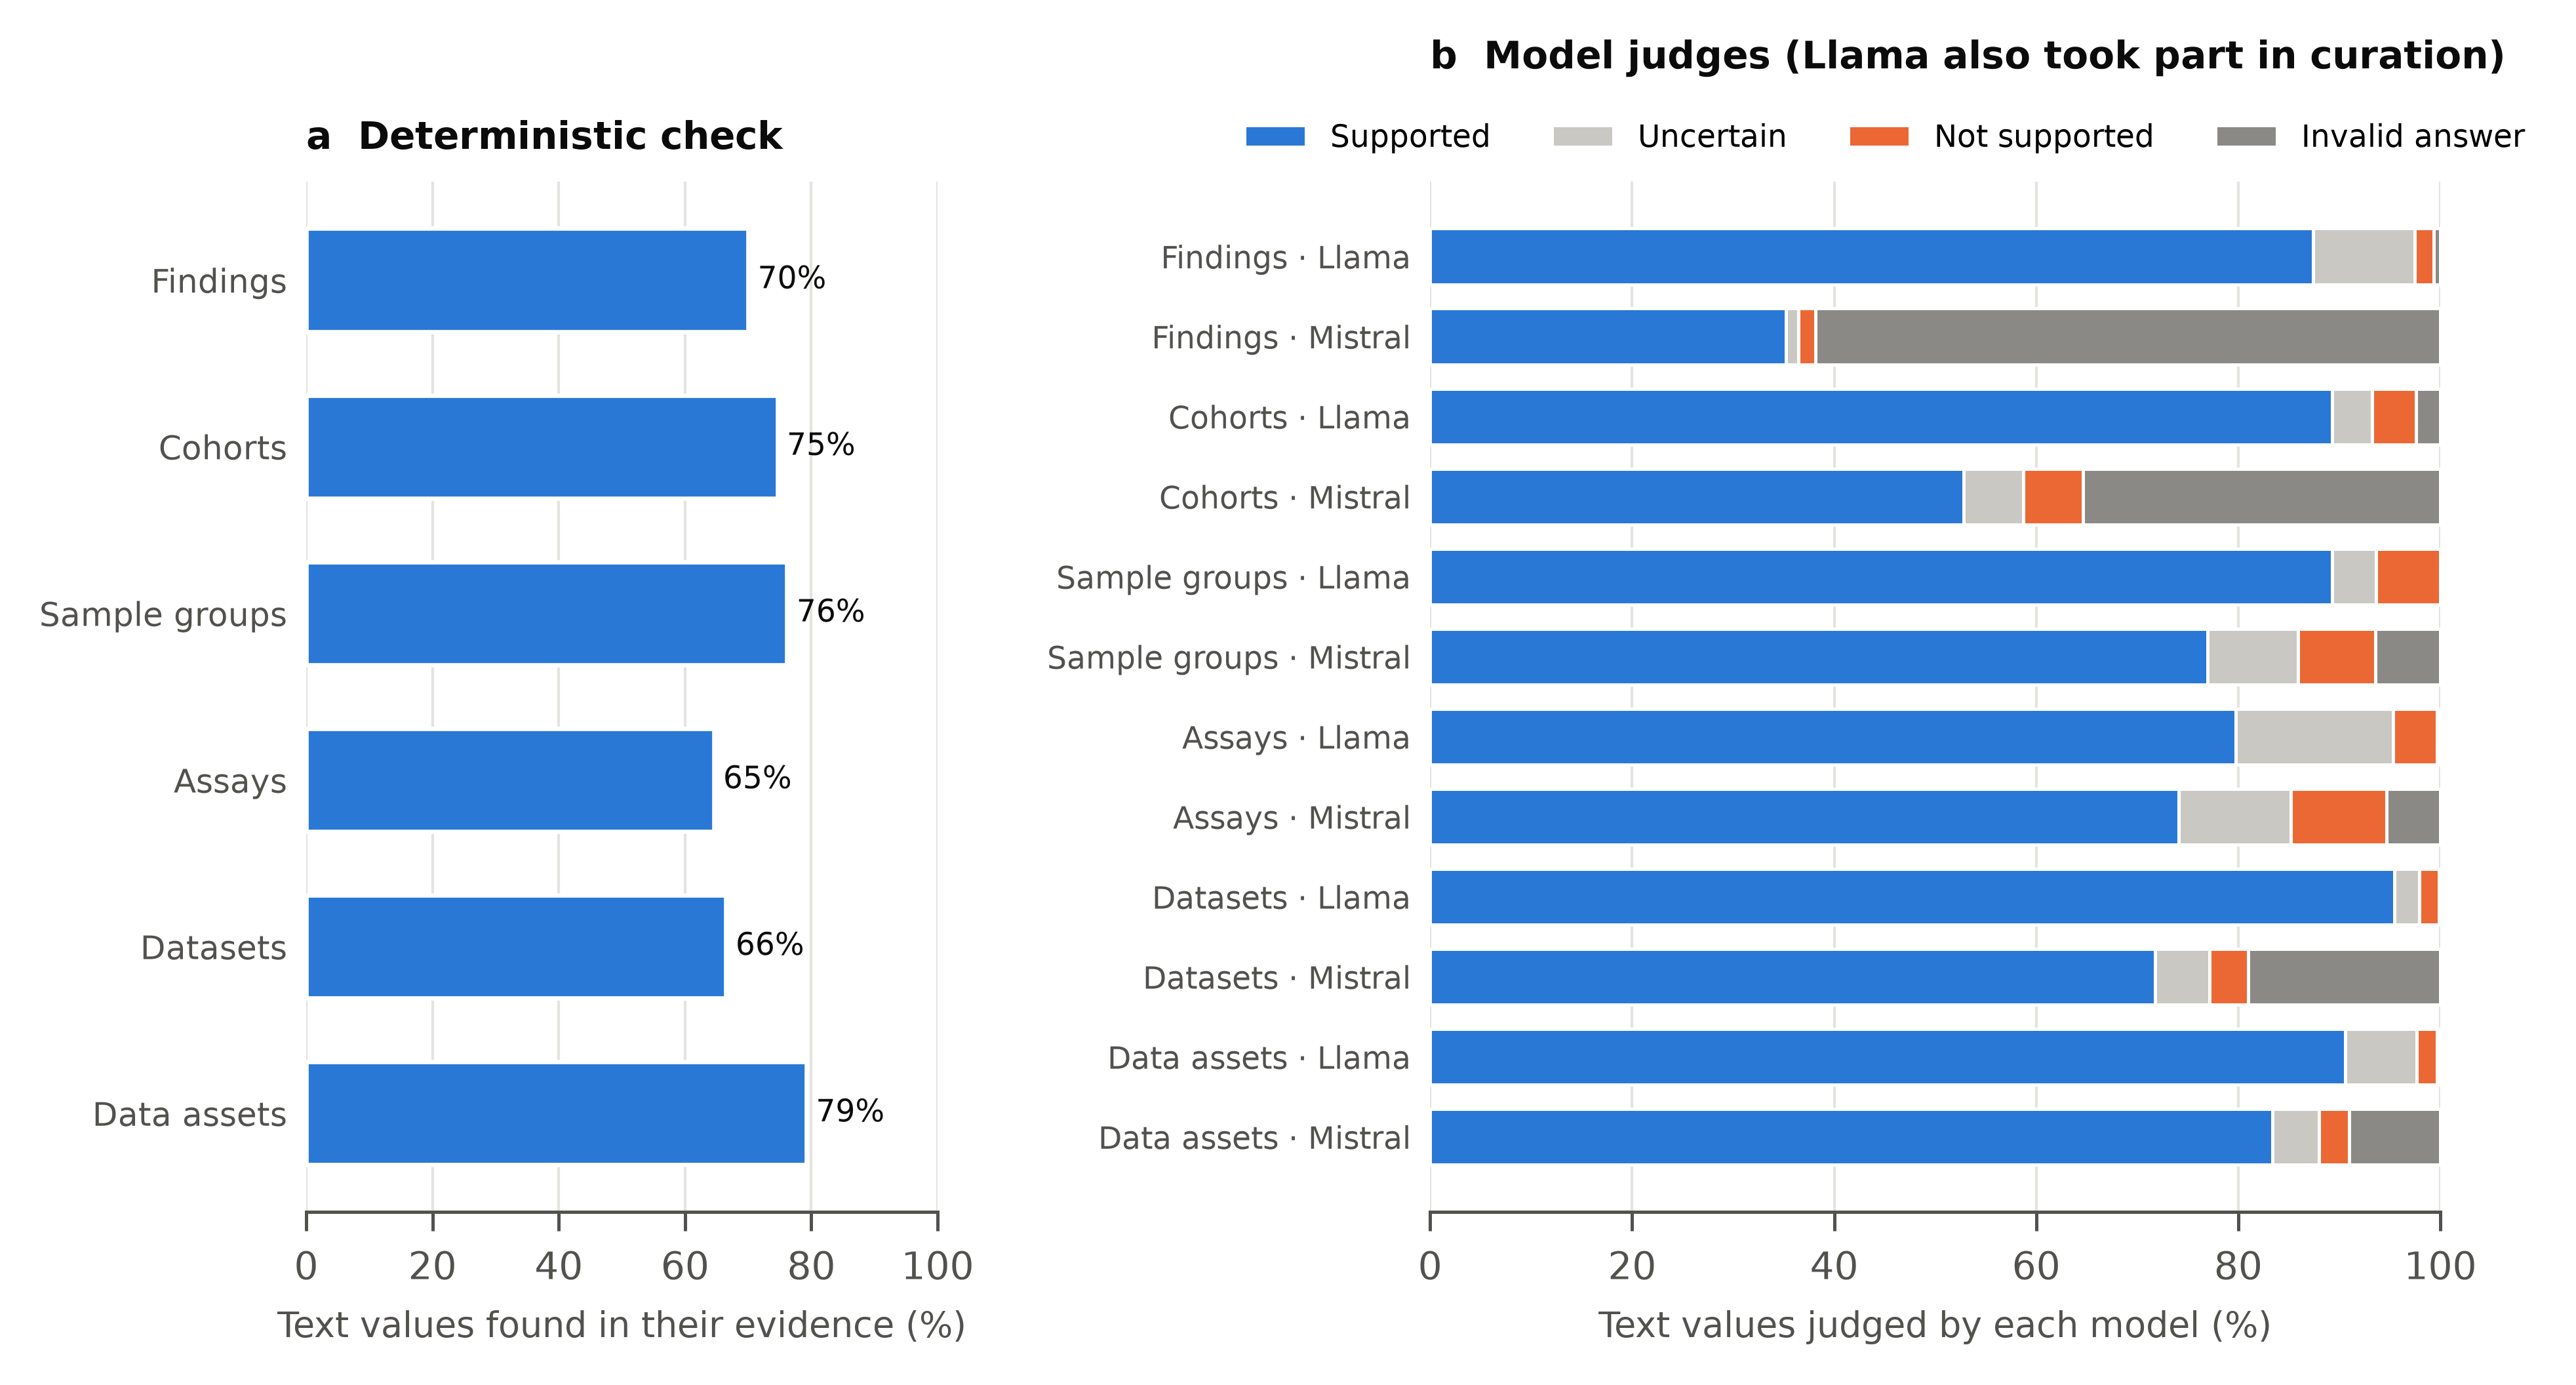 a  Deterministic check
Findings
70%
Cohorts
75%
Sample groups
76%
Assays
65%
Datasets
66%
Data assets
79%
0 20 40 60 80 100
Text values found in their evidence (%)
b  Model judges (Llama also took part in curation)
Supported Uncertain Not supported Invalid answer
Findings · Llama
Findings · Mistral
Cohorts · Llama
Cohorts · Mistral
Sample groups · Llama
Sample groups · Mistral
Assays · Llama
Assays · Mistral
Datasets · Llama
Datasets · Mistral
Data assets · Llama
Data assets · Mistral
0 20 40 60 80 100
Text values judged by each model (%)